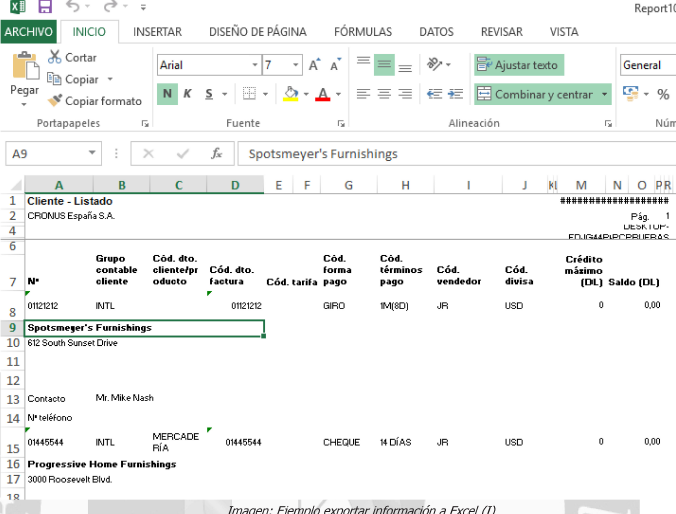 Report10
ARCHIVO INICIO INSERTAR DISEÑO DE PÁGINA FÓRMULAS DATOS REVISAR VISTA
Cortar
Copiar
Copiar formato
Pegar
Arial 7
N K S
Ajustar texto
Combinar y centrar
General
%
Portapapeles Fuente Alineación Núm
A9 fx Spotsmeyer's Furnishings
A B C D E F G H I J KL M N O P R
1 Cliente - Listado ####################
2 CRONUS España S.A. Pág. 1
4 DESKTOP-
EDJG44P\PCPRUEBAS
6
7 Nº Grupo contable cliente Cód. dto. cliente/pr oducto Cód. dto. factura Cód. tarifa Cód. forma pago Cód. términos pago Cód. vendedor Cód. divisa Crédito máximo (DL) Saldo (DL)
8 01121212 INTL 01121212 GIRO 1M(8D) JR USD 0 0,00
9 Spotsmeyer's Furnishings
10 612 South Sunset Drive
11
12
13 Contacto Mr. Mike Nash
14 Nº teléfono
15 01445544 INTL MERCADE RÍA 01445544 CHEQUE 14 DÍAS JR USD 0 0,00
16 Progressive Home Furnishings
17 3000 Roosevelt Blvd.
18
Imagen: Ejemplo exportar información a Excel (I)